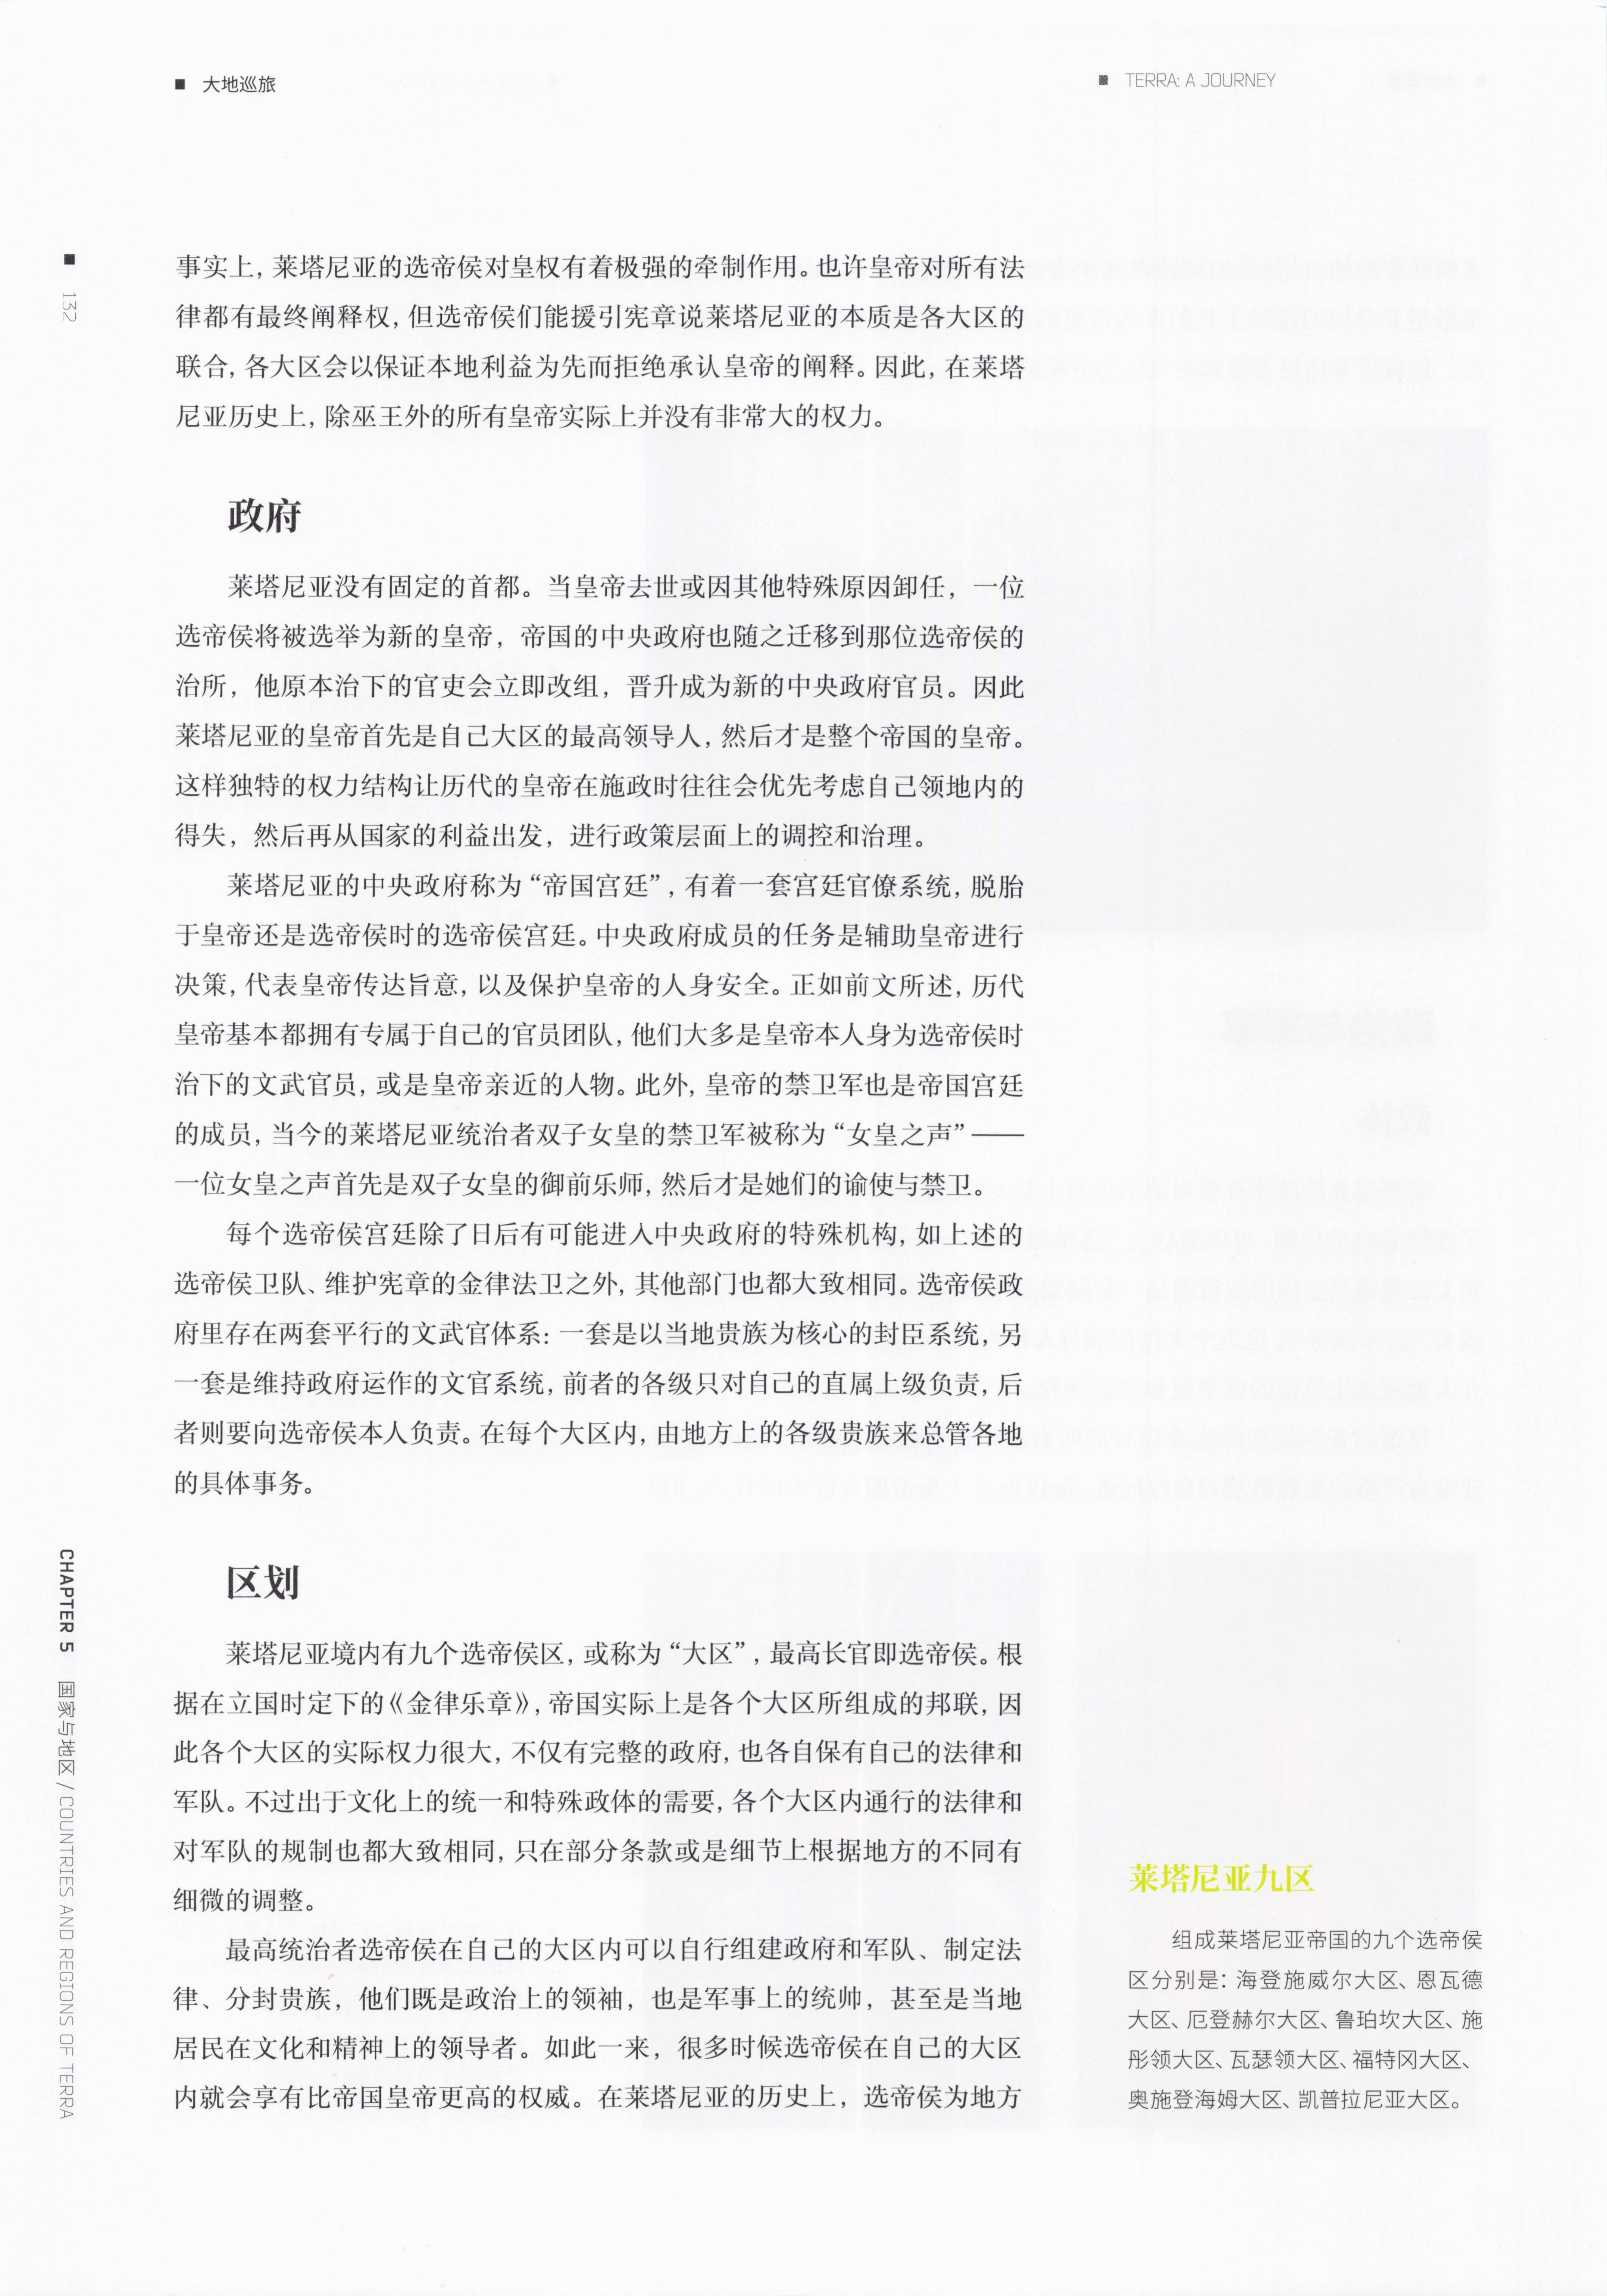 大地巡旅
TERRA: A JOURNEY
132
事实上，莱塔尼亚的选帝侯对皇权有着极强的牵制作用。也许皇帝对所有法
律都有最终阐释权，但选帝侯们能援引宪章说莱塔尼亚的本质是各大区的
联合，各大区会以保证本地利益为先而拒绝承认皇帝的阐释。因此，在莱塔
尼亚历史上，除巫王外的所有皇帝实际上并没有非常大的权力。
政府
莱塔尼亚没有固定的首都。当皇帝去世或因其他特殊原因卸任，一位
选帝侯将被选举为新的皇帝，帝国的中央政府也随之迁移到那位选帝侯的
治所，他原本治下的官吏会立即改组，晋升成为新的中央政府官员。因此
莱塔尼亚的皇帝首先是自己大区的最高领导人，然后才是整个帝国的皇帝。
这样独特的权力结构让历代的皇帝在施政时往往会优先考虑自己领地内的
得失，然后再从国家的利益出发，进行政策层面上的调控和治理。
莱塔尼亚的中央政府称为“帝国宫廷”，有着一套宫廷官僚系统，脱胎
于皇帝还是选帝侯时的选帝侯宫廷。中央政府成员的任务是辅助皇帝进行
决策，代表皇帝传达旨意，以及保护皇帝的人身安全。正如前文所述，历代
皇帝基本都拥有专属于自己的官员团队，他们大多是皇帝本人身为选帝侯时
治下的文武官员，或是皇帝亲近的人物。此外，皇帝的禁卫军也是帝国宫廷
的成员，当今的莱塔尼亚统治者双子女皇的禁卫军被称为“女皇之声”——
一位女皇之声首先是双子女皇的御前乐师，然后才是她们的谕使与禁卫。
每个选帝侯宫廷除了日后有可能进入中央政府的特殊机构，如上述的
选帝侯卫队、维护宪章的金律法卫之外，其他部门也都大致相同。选帝侯政
府里存在两套平行的文武官体系：一套是以当地贵族为核心的封臣系统，另
一套是维持政府运作的文官系统，前者的各级只对自己的直属上级负责，后
者则要向选帝侯本人负责。在每个大区内，由地方上的各级贵族来总管各地
的具体事务。
区划
莱塔尼亚境内有九个选帝侯区，或称为“大区”，最高长官即选帝侯。根
据在立国时定下的《金律乐章》，帝国实际上是各个大区所组成的邦联，因
此各个大区的实际权力很大，不仅有完整的政府，也各自保有自己的法律和
军队。不过出于文化上的统一和特殊政体的需要，各个大区内通行的法律和
对军队的规制也都大致相同，只在部分条款或是细节上根据地方的不同有
细微的调整。
最高统治者选帝侯在自己的大区内可以自行组建政府和军队、制定法
律、分封贵族，他们既是政治上的领袖，也是军事上的统帅，甚至是当地
居民在文化和精神上的领导者。如此一来，很多时候选帝侯在自己的大区
内就会享有比帝国皇帝更高的权威。在莱塔尼亚的历史上，选帝侯为地方
莱塔尼亚九区
组成莱塔尼亚帝国的九个选帝侯
区分别是：海登施威尔大区、恩瓦德
大区、厄登赫尔大区、鲁珀坎大区、施
彤领大区、瓦瑟领大区、福特冈大区、
奥施登海姆大区、凯普拉尼亚大区。
CHAPTER 5 国家与地区 / COUNTRIES AND REGIONS OF TERRA